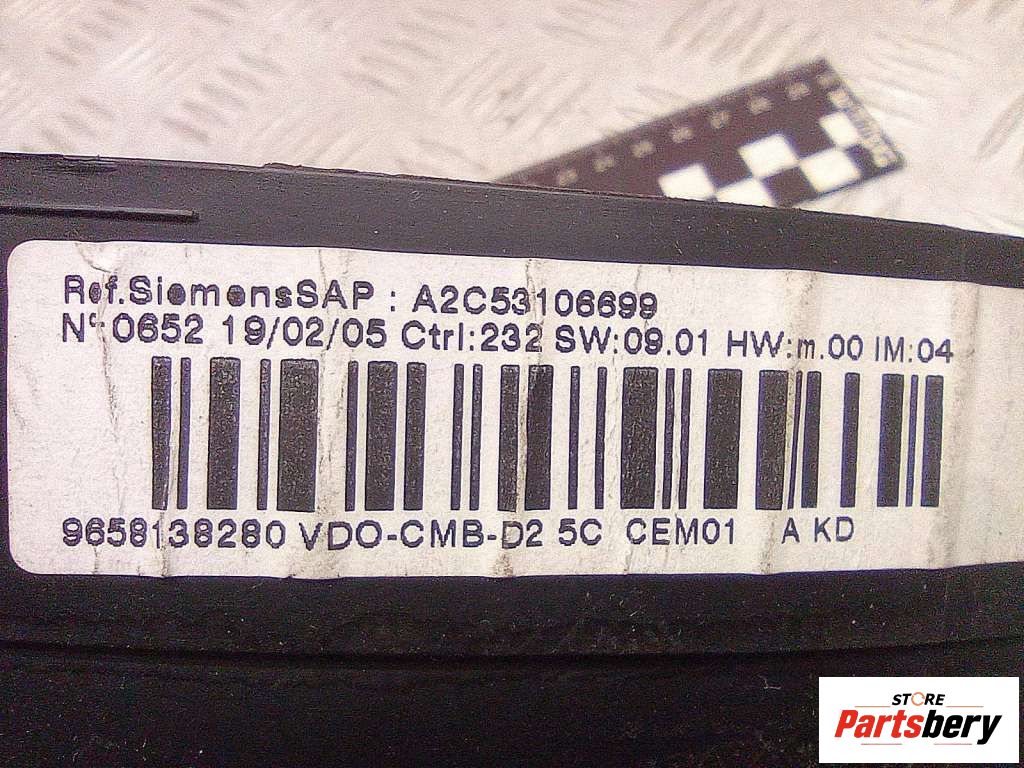 Ref.SiemensSAP : A2C53106699
N°:0652 19/02/05 Ctrl:232 SW:09.01 HW:m.00 IM:04
9658138280 VDO-CMB-D2 5C CEM01 A KD
STORE
Partsbery